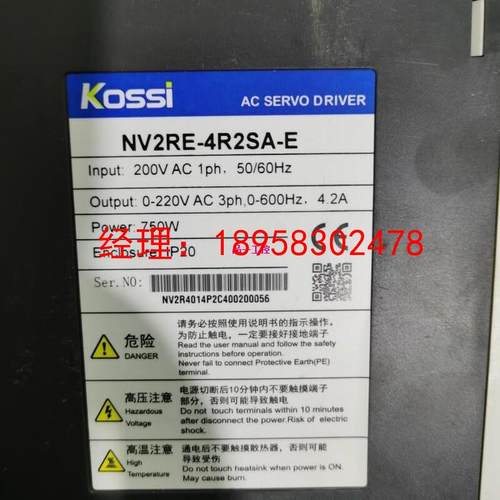 Kossi
AC SERVO DRIVER
NV2RE-4R2SA-E
Input: 200V AC 1ph, 50/60Hz
Output: 0-220V AC 3ph,0-600Hz, 4.2A
Power: 750W
经理：18958302478
Enclosure: IP20
Ser.NO:
NV2R4014P2C400200056
危险
DANGER
请务必按照使用说明书的指示操作。
为防止触电，一定要接好接地端子
Read the user manual and follow the safety
instructions before operation.
Never fail to connect Protective Earth(PE)
terminal.
高压注意
Hazardous
Voltage
电源切断后10分钟内不要触摸端子
部分，否则可能导致触电
Do not touch terminals within 10 minutes
after disconnect the power.Risk of electric
shock.
高温注意
High
Temperature
通电后不要触摸散热器，否则可能
导致受伤
Do not touch heatsink when power is ON.
May cause burn.